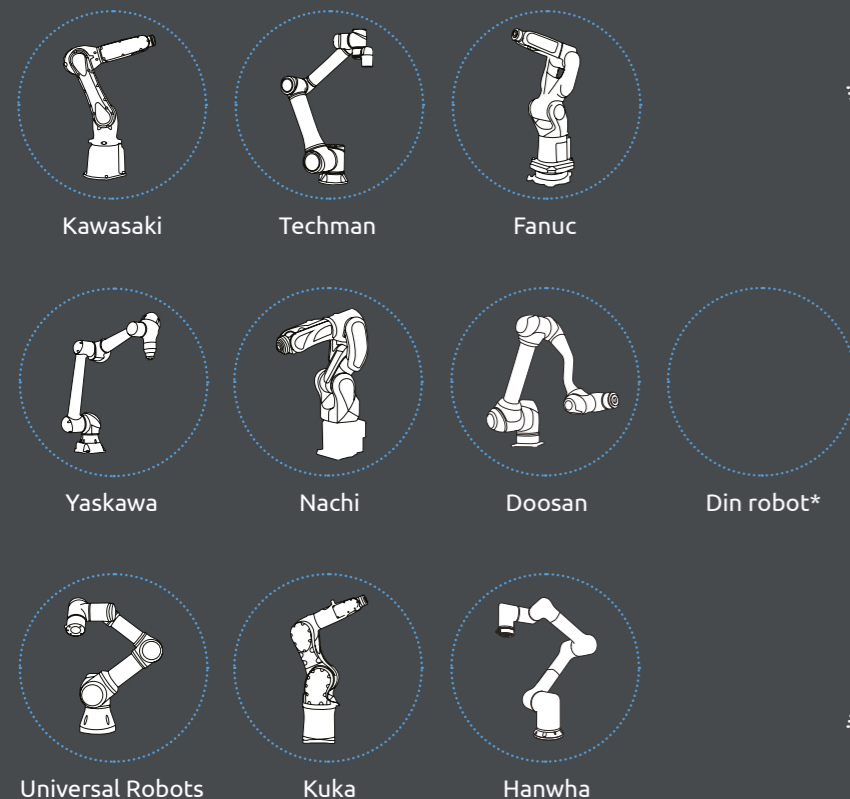 Kawasaki
Techman
Fanuc
Yaskawa
Nachi
Doosan
Din robot*
Universal Robots
Kuka
Hanwha